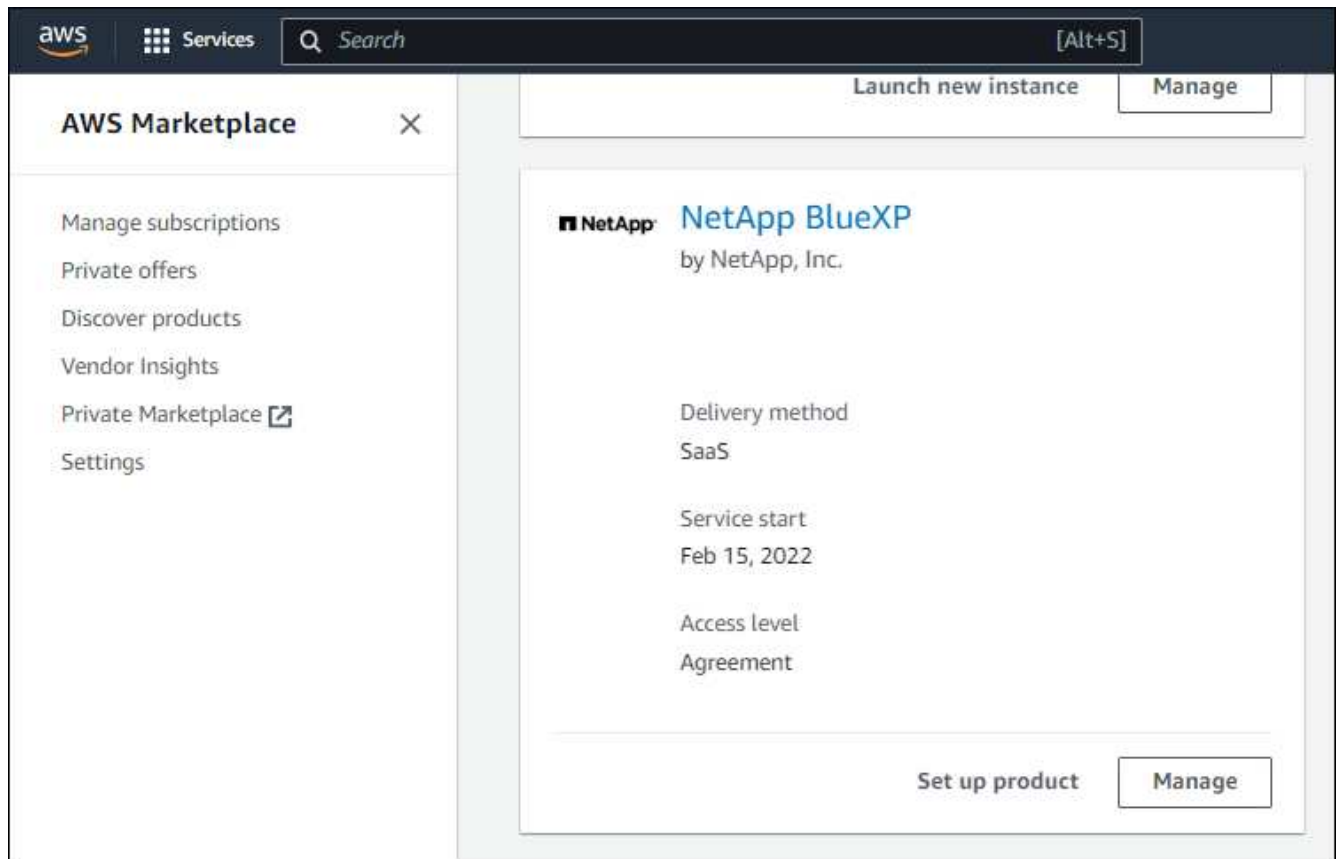 aws
Services
Search
[Alt+S]
AWS Marketplace
Manage subscriptions
Private offers
Discover products
Vendor Insights
Private Marketplace
Settings
Launch new instance
Manage
NetApp
NetApp BlueXP
by NetApp, Inc.
Delivery method
SaaS
Service start
Feb 15, 2022
Access level
Agreement
Set up product
Manage